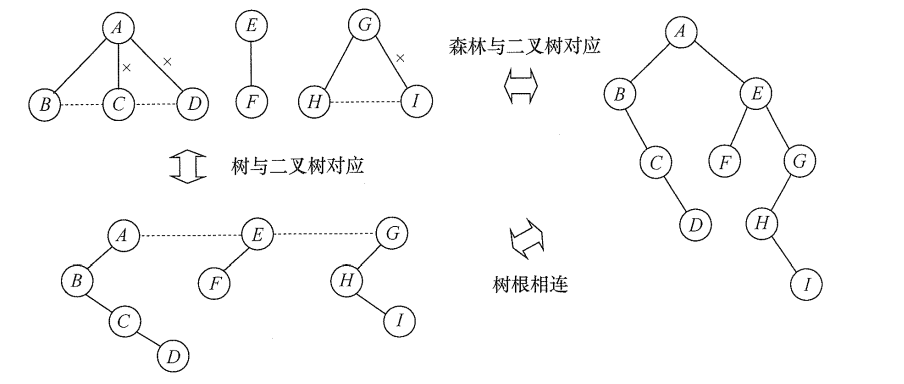 A E G
× × ×
B C D F H I
森林与二叉树对应
A
B E
C F G
D H
I
树与二叉树对应
A E G
B F H
C I
D
树根相连